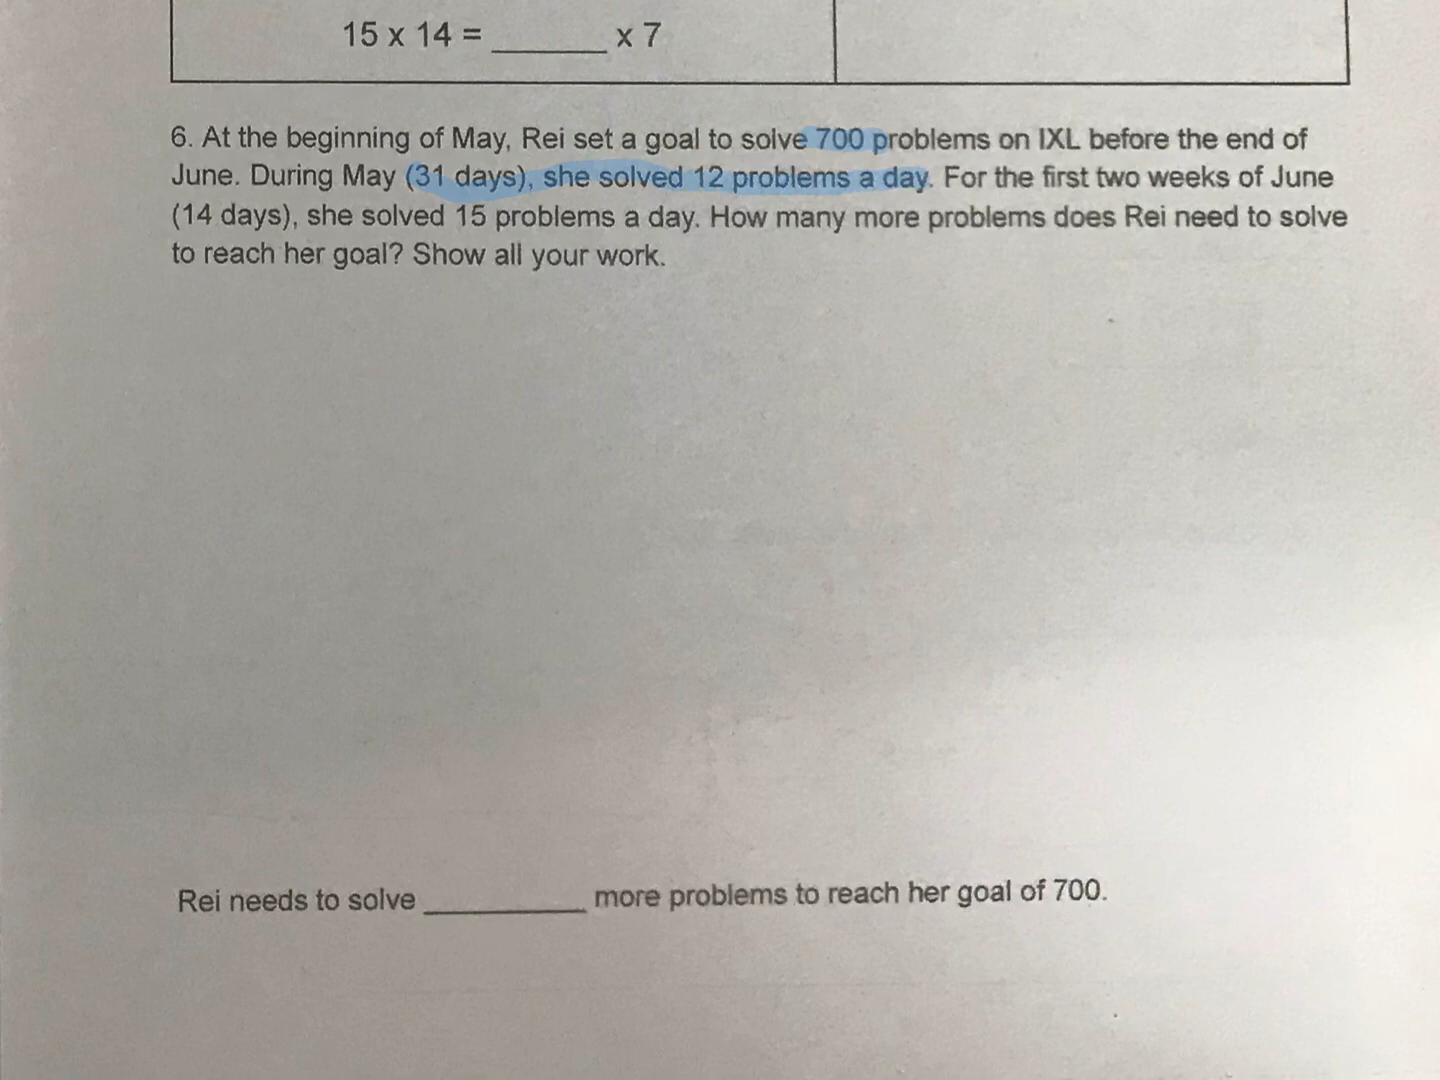 15 x 14 = ______ x 7
6. At the beginning of May, Rei set a goal to solve 700 problems on IXL before the end of
June. During May (31 days), she solved 12 problems a day. For the first two weeks of June
(14 days), she solved 15 problems a day. How many more problems does Rei need to solve
to reach her goal? Show all your work.
Rei needs to solve __________ more problems to reach her goal of 700.